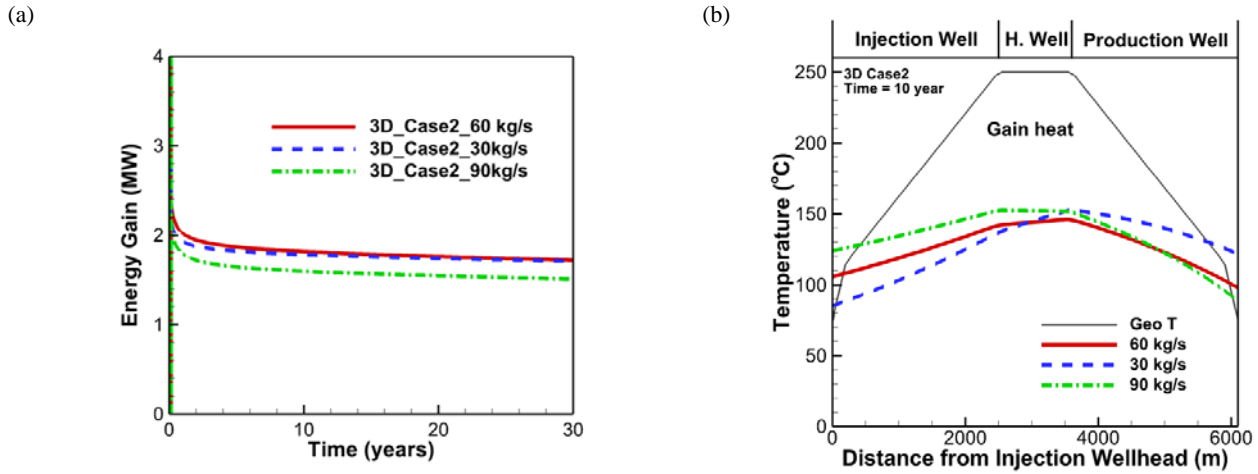 (a)
4
3
2
1
0
Energy Gain (MW)
3D_Case2_60 kg/s
3D_Case2_30kg/s
3D_Case2_90kg/s
0 10 20 30
Time (years)
(b)
Injection Well H. Well Production Well
3D Case2
Time = 10 year
Gain heat
250
200
150
100
50
0
Temperature (°C)
Geo T
60 kg/s
30 kg/s
90 kg/s
0 2000 4000 6000
Distance from Injection Wellhead (m)